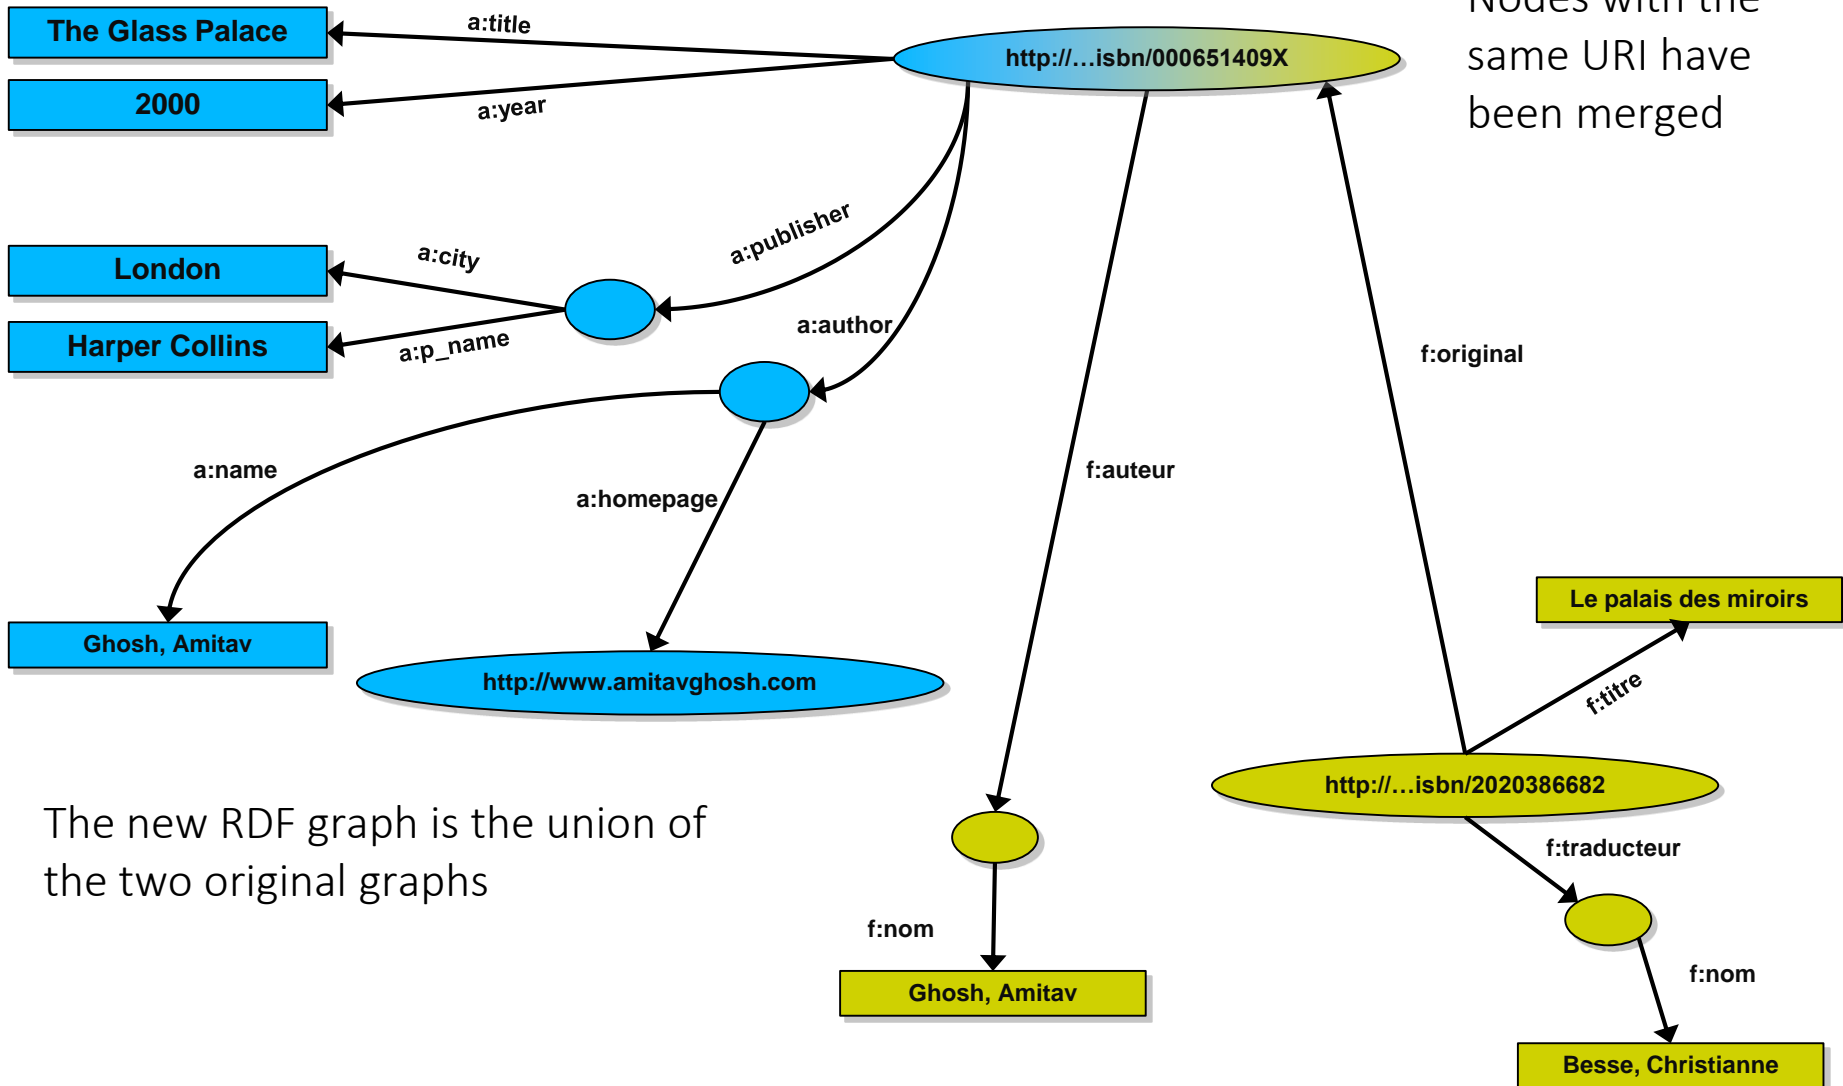 Nodes with the
same URI have
been merged
The Glass Palace
a:title
http://...isbn/000651409X
2000
a:year
a:publisher
London
a:city
a:author
Harper Collins
a:p_name
f:original
a:name
a:homepage
f:auteur
Le palais des miroirs
Ghosh, Amitav
http://www.amitavghosh.com
f:titre
http://...isbn/2020386682
The new RDF graph is the union of
the two original graphs
f:traducteur
f:nom
Ghosh, Amitav
f:nom
Besse, Christianne